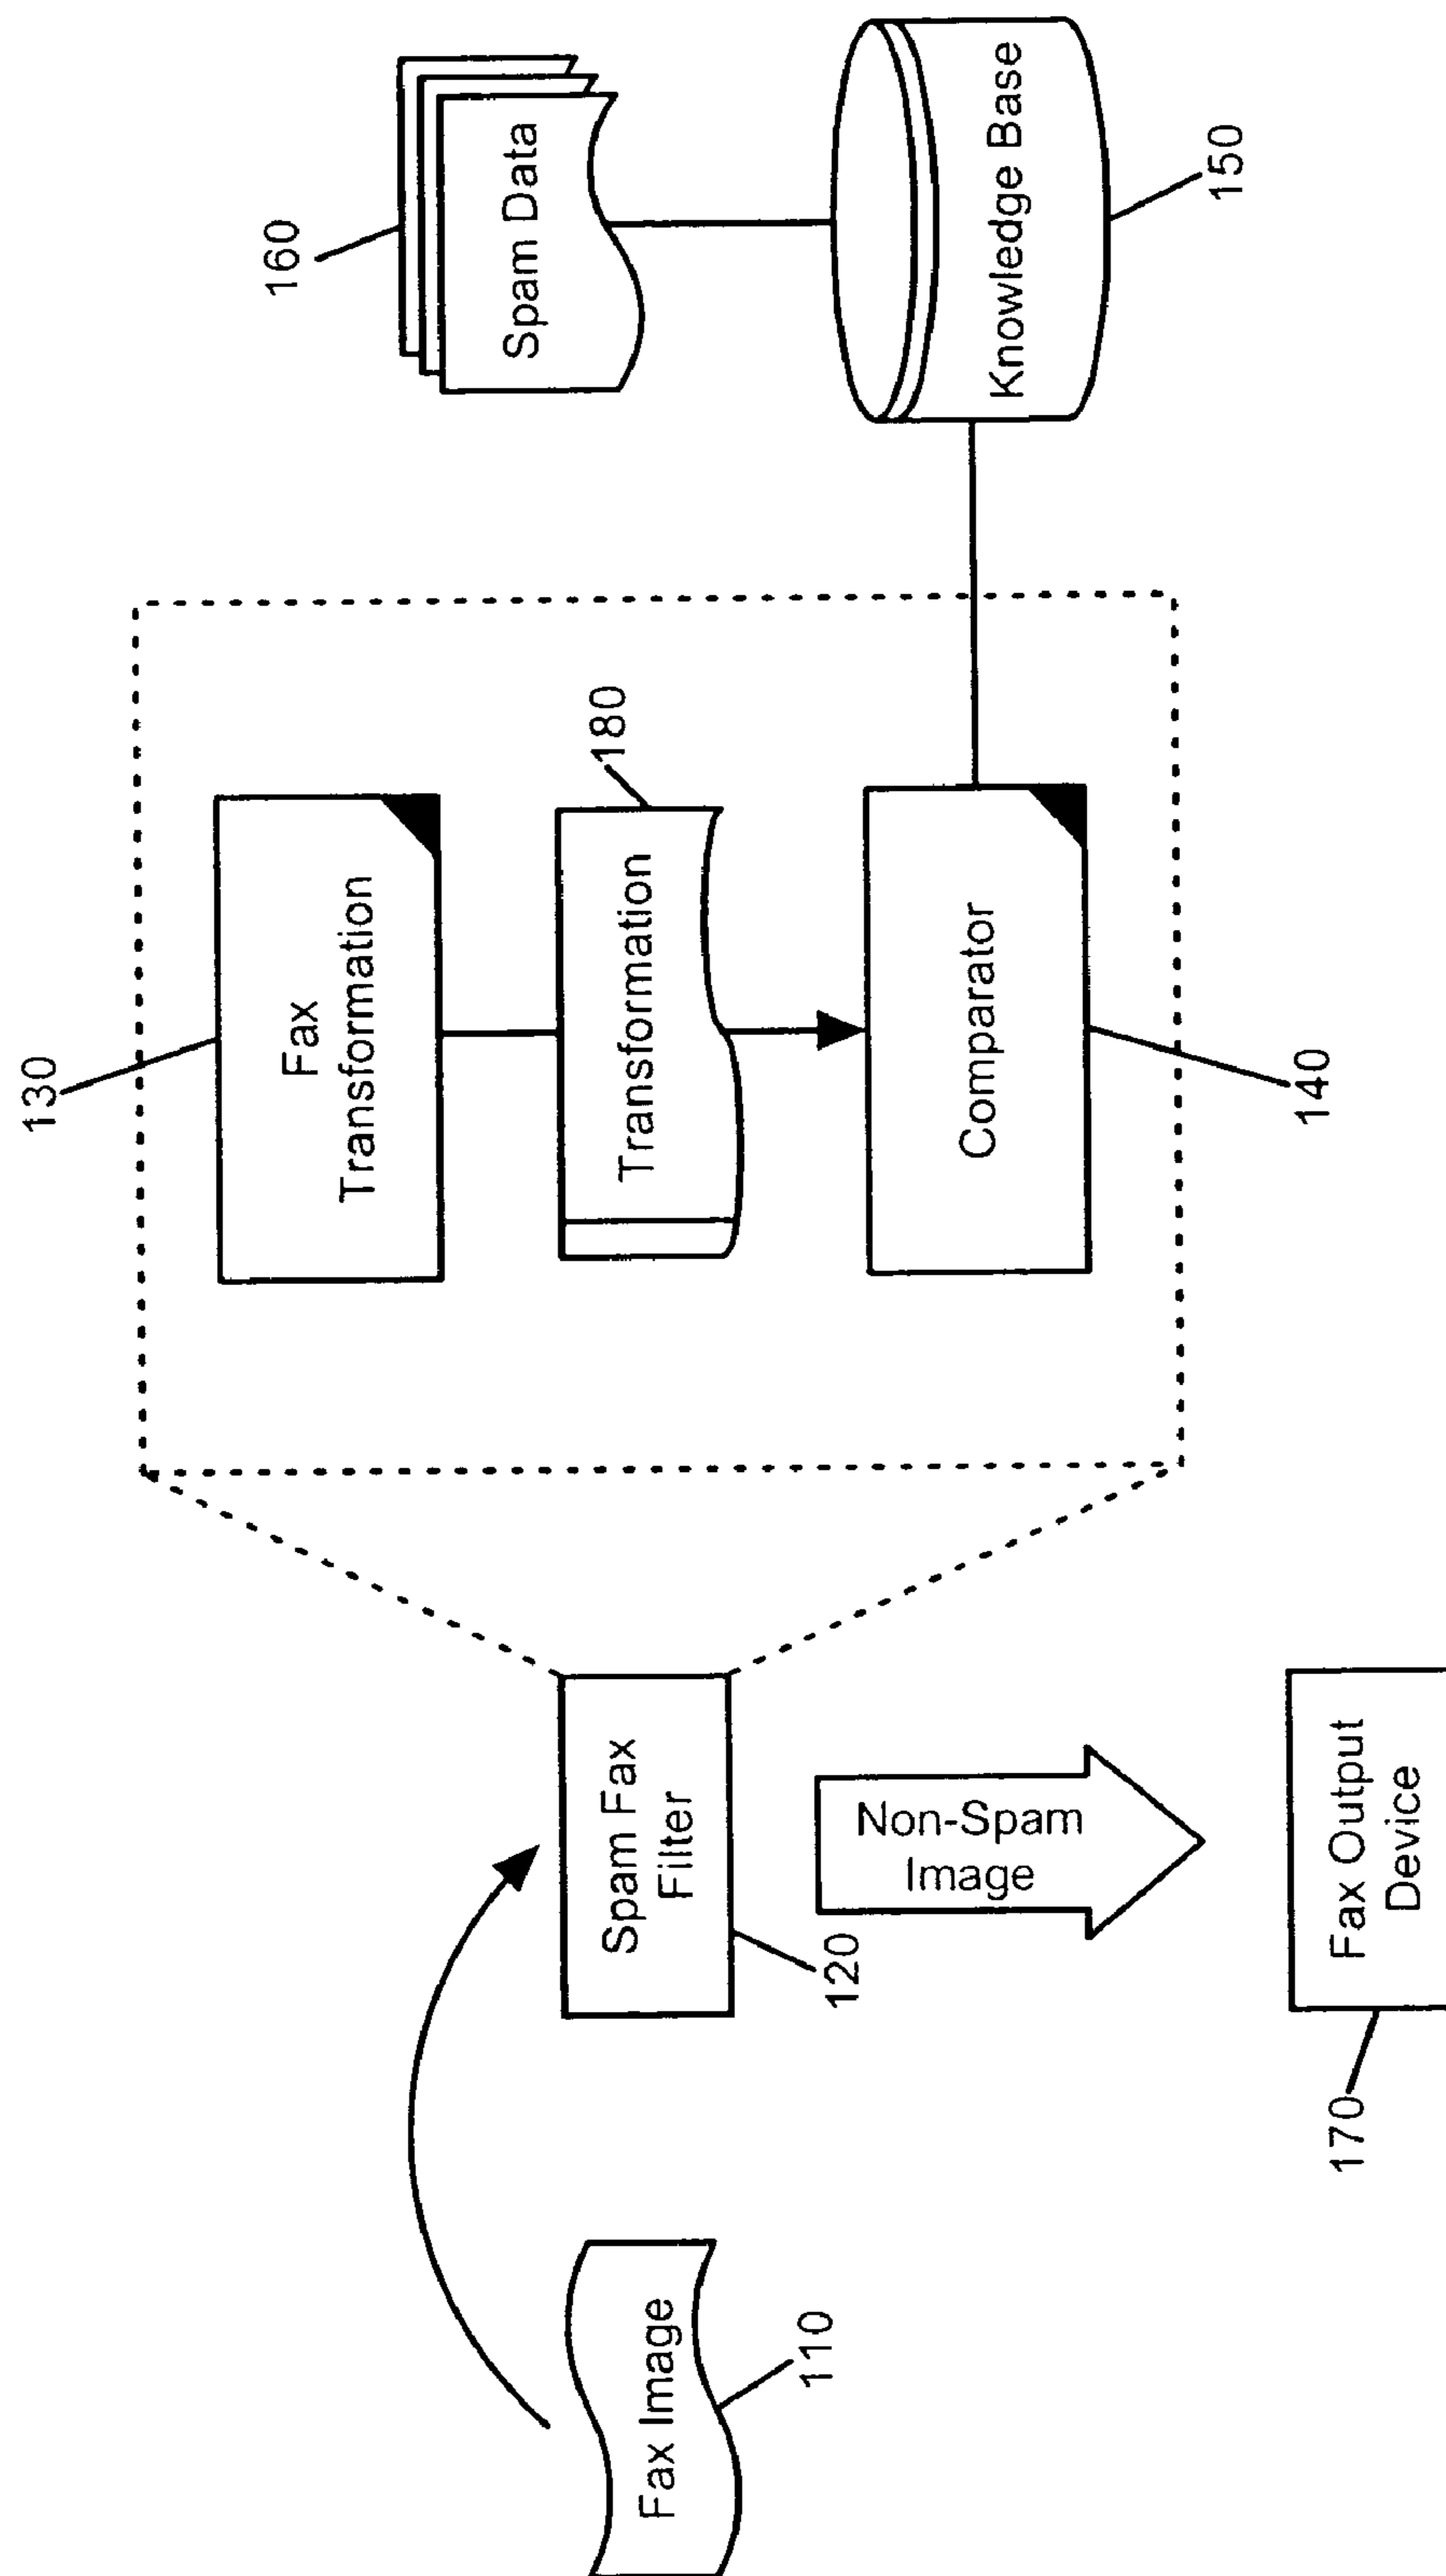 130
Fax
Transformation
160
Spam Data
180
Transformation
Spam Fax
Filter
120
Fax Image
110
Comparator
140
Knowledge Base
150
Non-Spam
Image
Fax Output
Device
170